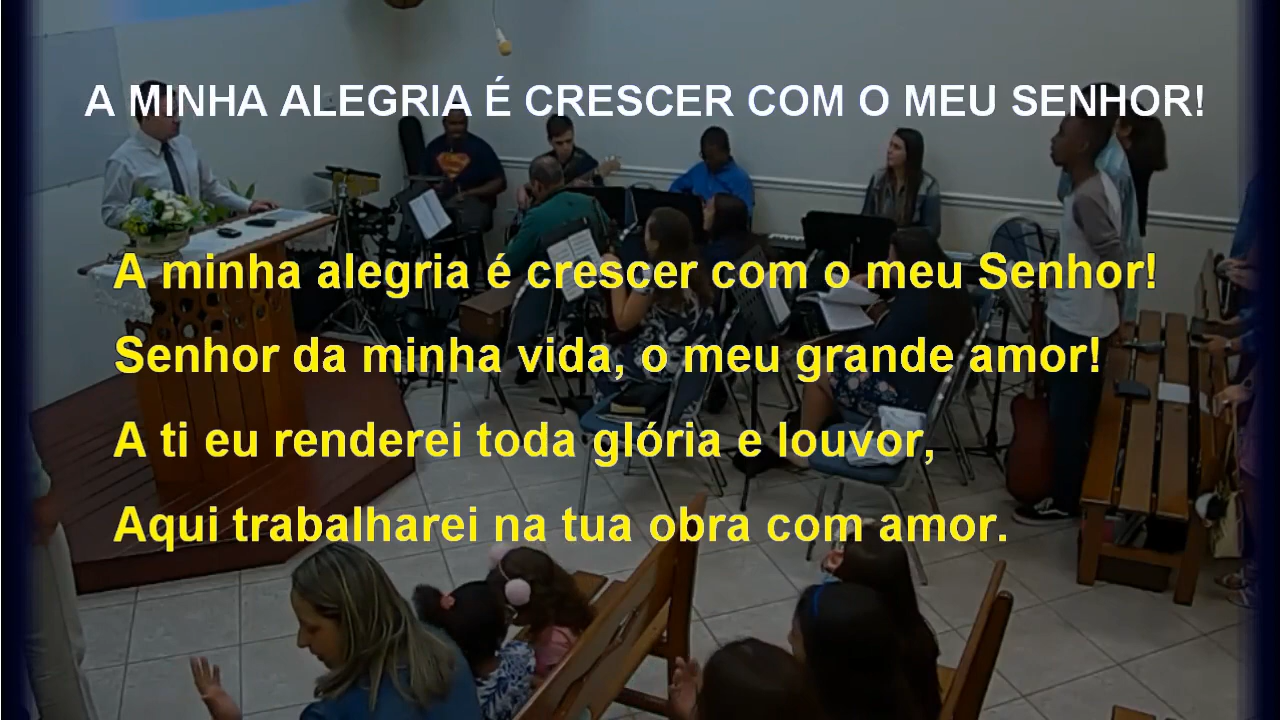 A MINHA ALEGRIA É CRESCER COM O MEU SENHOR!
A minha alegria é crescer com o meu Senhor!
Senhor da minha vida, o meu grande amor!
A ti eu renderei toda glória e louvor,
Aqui trabalharei na tua obra com amor.